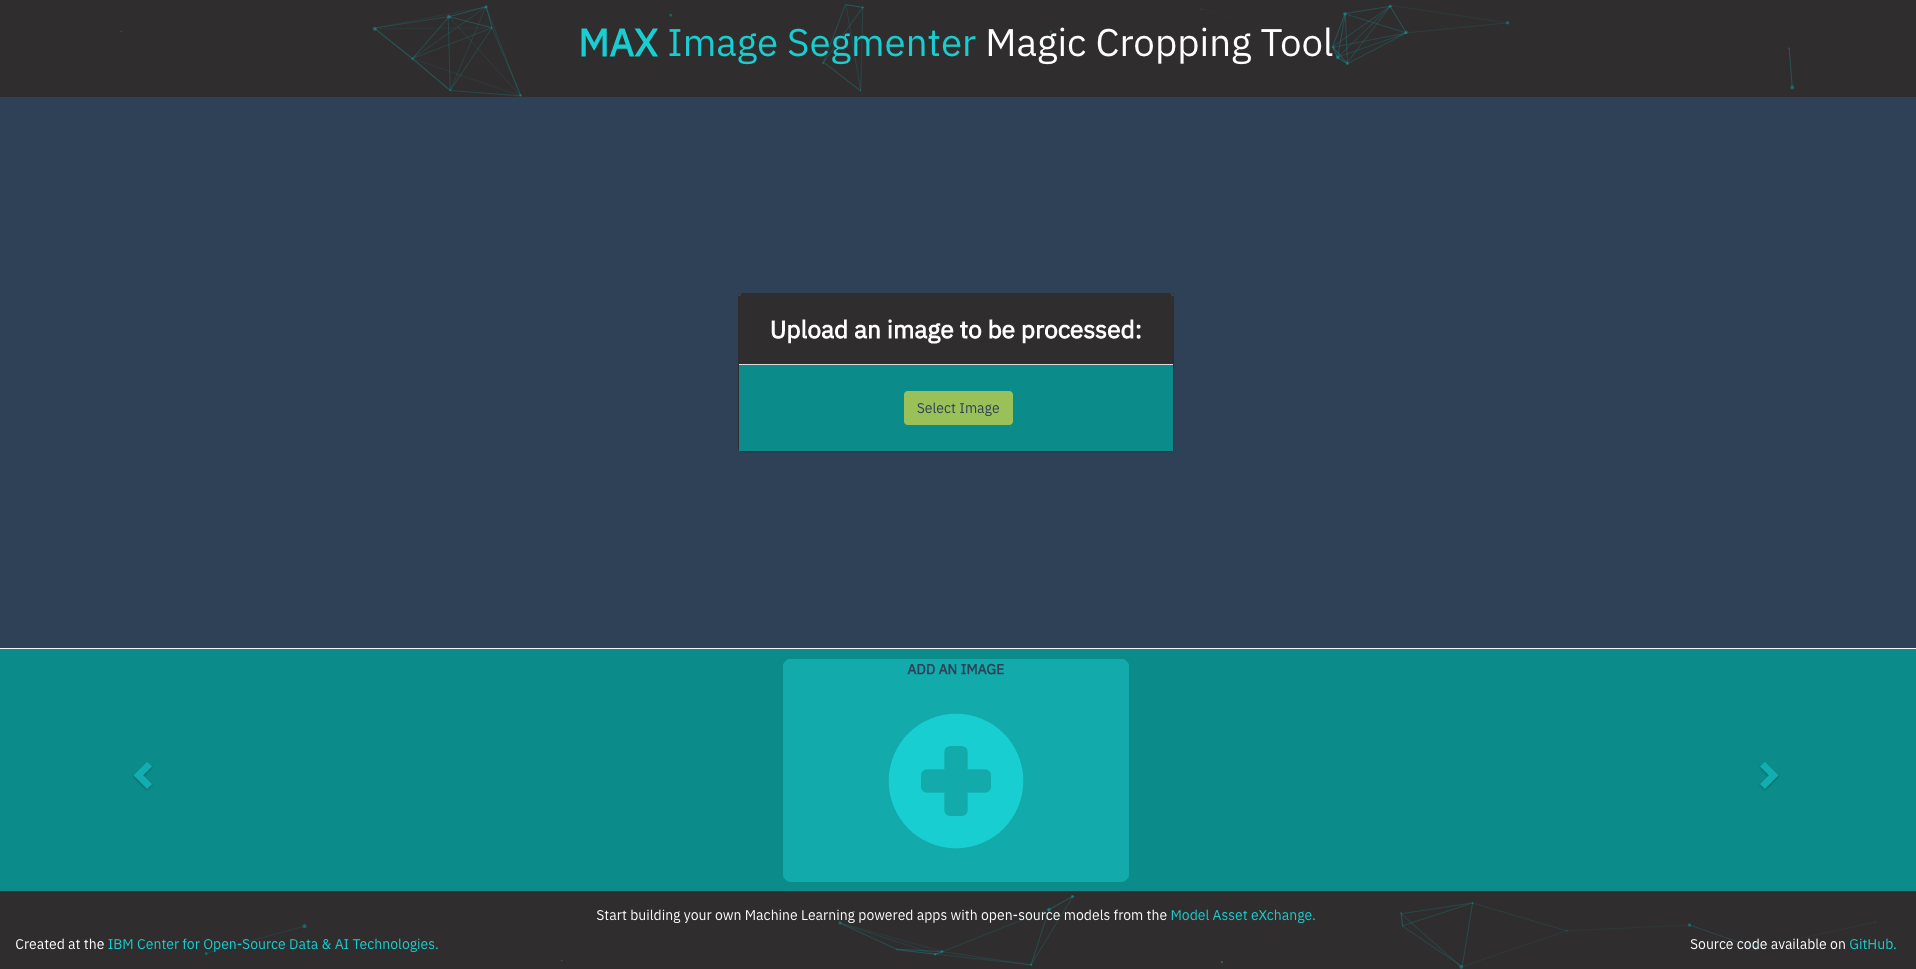 MAX Image Segmenter Magic Cropping Tool
Upload an image to be processed:
Select Image
ADD AN IMAGE
Start building your own Machine Learning powered apps with open-source models from the Model Asset eXchange.
Created at the IBM Center for Open-Source Data & AI Technologies.
Source code available on GitHub.